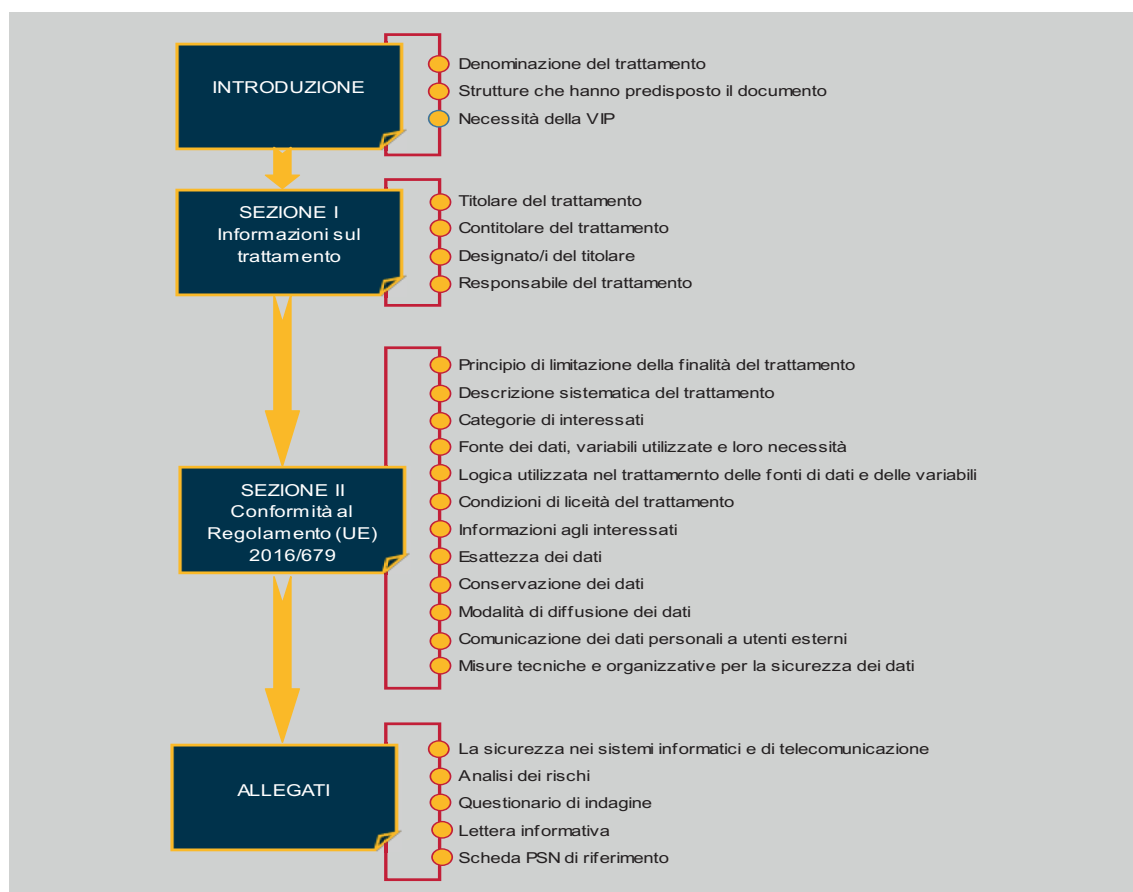 INTRODUZIONE
Denominazione del trattamento
Strutture che hanno predisposto il documento
Necessità della VIP
SEZIONE I
Informazioni sul
trattamento
Titolare del trattamento
Contitolare del trattamento
Designato/i del titolare
Responsabile del trattamento
SEZIONE II
Conformità al
Regolamento (UE)
2016/679
Principio di limitazione della finalità del trattamento
Descrizione sistematica del trattamento
Categorie di interessati
Fonte dei dati, variabili utilizzate e loro necessità
Logica utilizzata nel trattamernto delle fonti di dati e delle variabili
Condizioni di liceità del trattamento
Informazioni agli interessati
Esattezza dei dati
Conservazione dei dati
Modalità di diffusione dei dati
Comunicazione dei dati personali a utenti esterni
Misure tecniche e organizzative per la sicurezza dei dati
ALLEGATI
La sicurezza nei sistemi informatici e di telecomunicazione
Analisi dei rischi
Questionario di indagine
Lettera informativa
Scheda PSN di riferimento